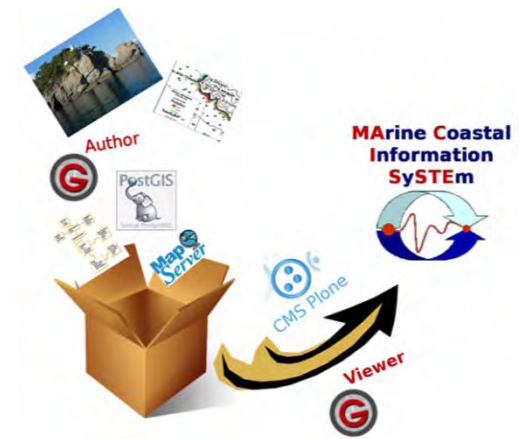 Author
G
MArine Coastal
Information
SySTEm
PostGIS
Map
Server
CMS Plone
Viewer
G